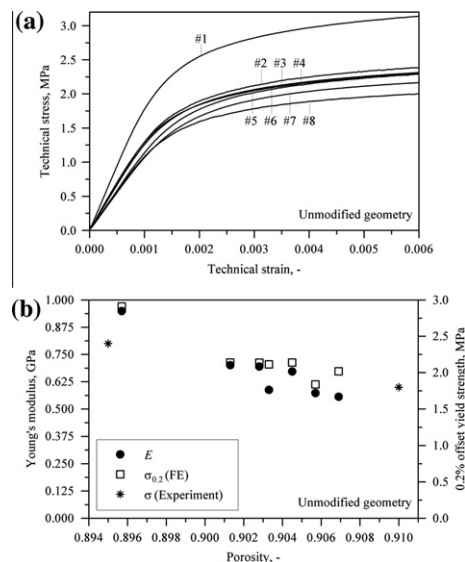 (a)
Technical stress, MPa
3.0
2.5
2.0
1.5
1.0
0.5
0.0
#1
#2 #3 #4
#5 #6 #7 #8
Unmodified geometry
0.000 0.001 0.002 0.003 0.004 0.005 0.006
Technical strain, -
(b)
Young's modulus, GPa
1.000
0.875
0.750
0.625
0.500
0.375
0.250
0.125
0.000
3.0
2.5
2.0
1.5
1.0
0.5
0.0
0.2% offset yield strength, MPa
E
σ0.2 (FE)
σ (Experiment)
Unmodified geometry
0.894 0.896 0.898 0.900 0.902 0.904 0.906 0.908 0.910
Porosity, -